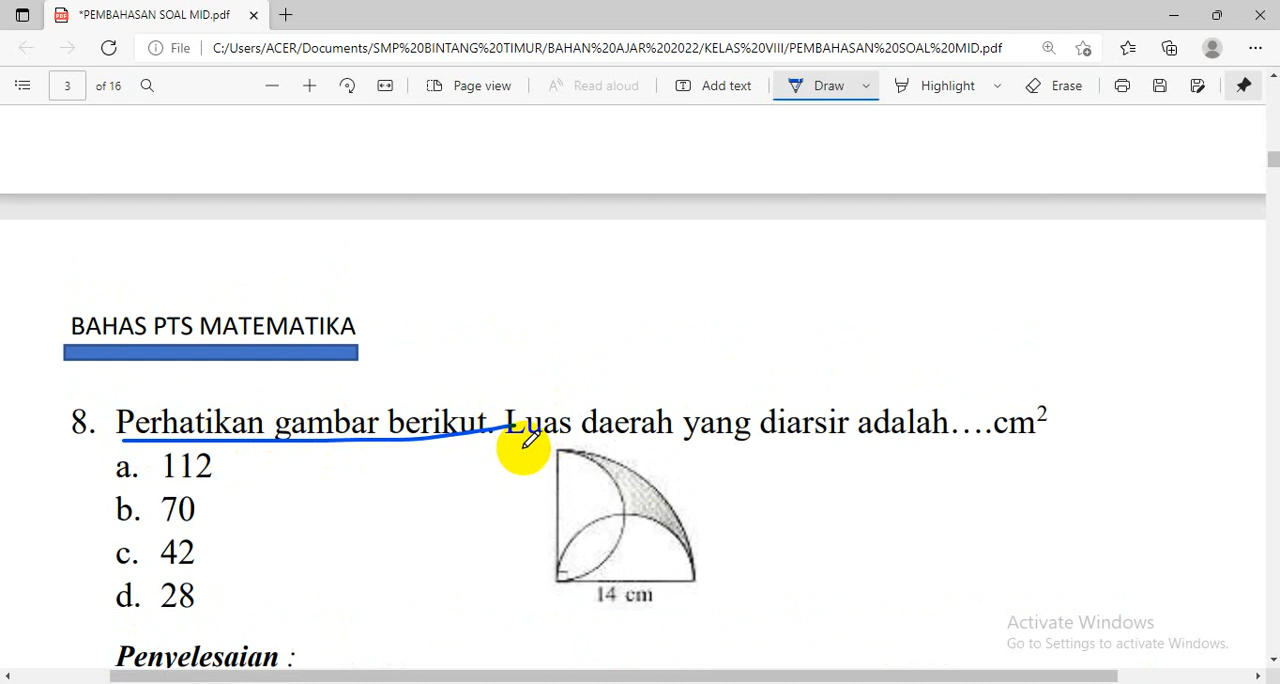 *PEMBAHASAN SOAL MID.pdf
File C:/Users/ACER/Documents/SMP%20BINTANG%20TIMUR/BAHAN%20AJAR%202022/KELAS%20VIII/PEMBAHASAN%20SOAL%20MID.pdf
3 of 16 Page view Read aloud Add text Draw Highlight Erase
BAHAS PTS MATEMATIKA
8. Perhatikan gambar berikut. Luas daerah yang diarsir adalah….cm²
a. 112
b. 70
c. 42
d. 28
14 cm
Penyelesaian :
Activate Windows
Go to Settings to activate Windows.